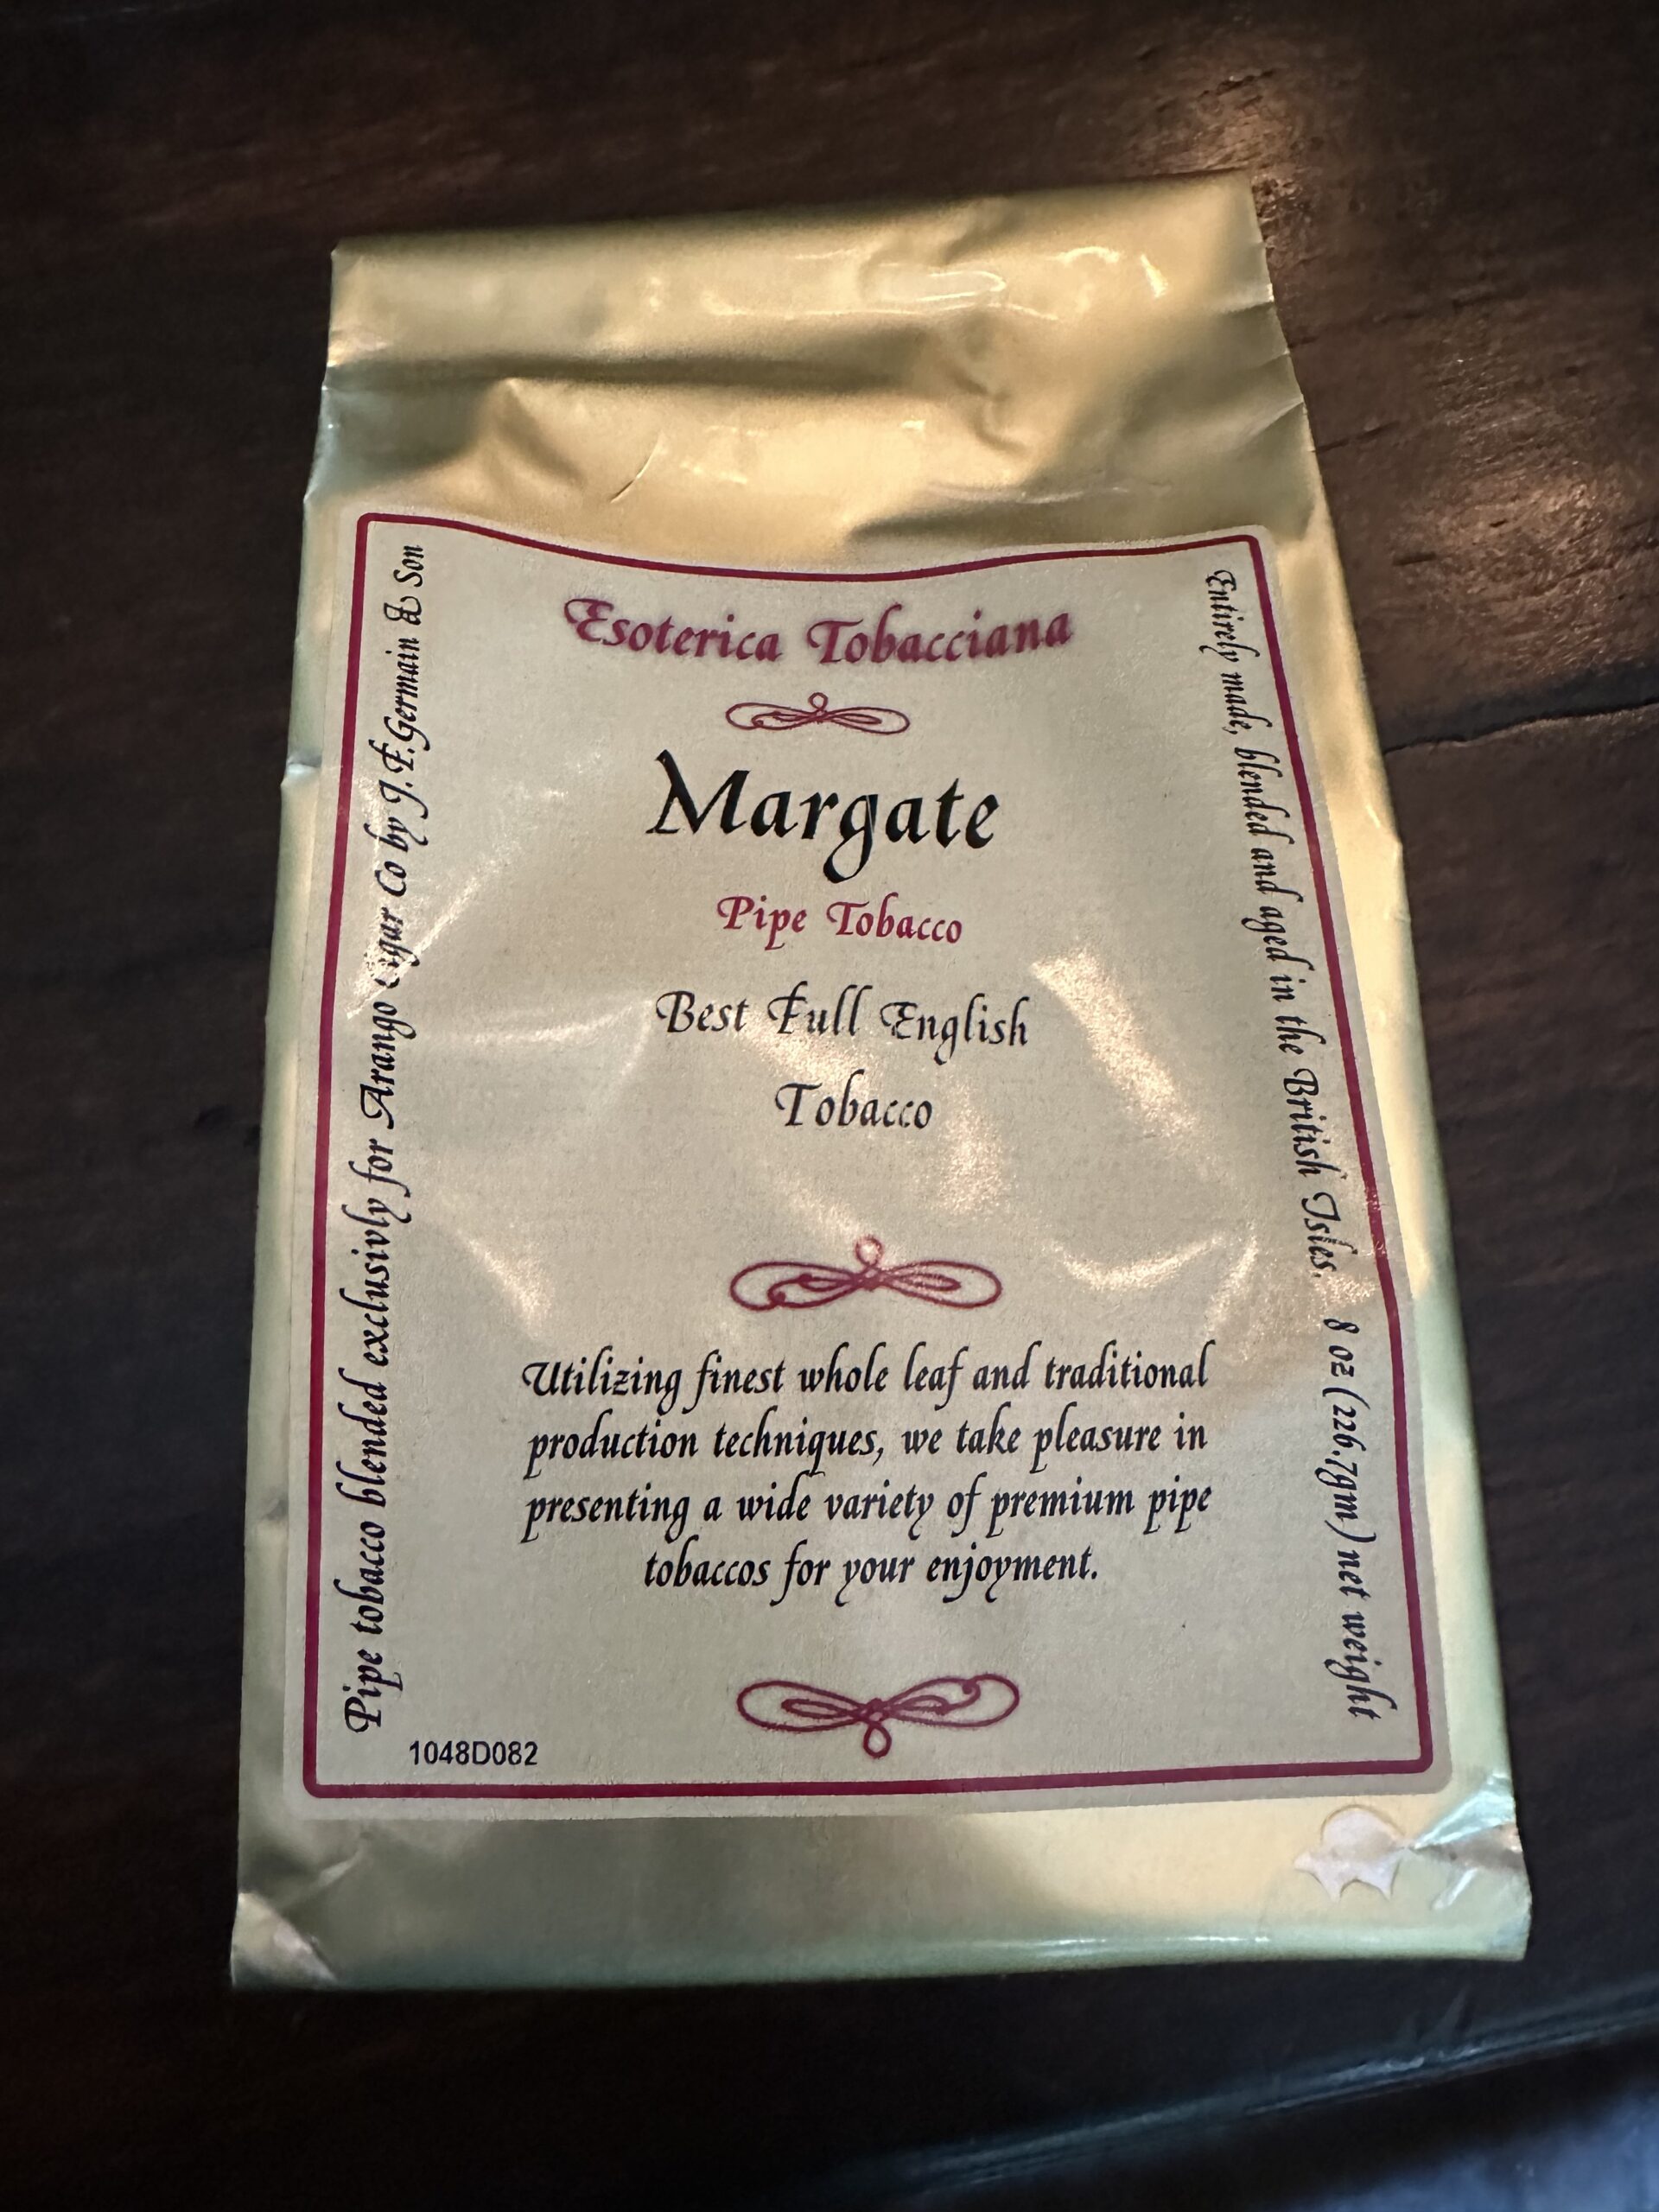 Esoterica Tobacciana
Margate
Pipe Tobacco
Best Full English
Tobacco
Utilizing finest whole leaf and traditional
production techniques, we take pleasure in
presenting a wide variety of premium pipe
tobaccos for your enjoyment.
Pipe tobacco blended exclusivly for Arango Cigar Co by J.F.Germain & Son
Entirely made, blended and aged in the British Isles. 8 oz (226.7gm) net weight
1048D082